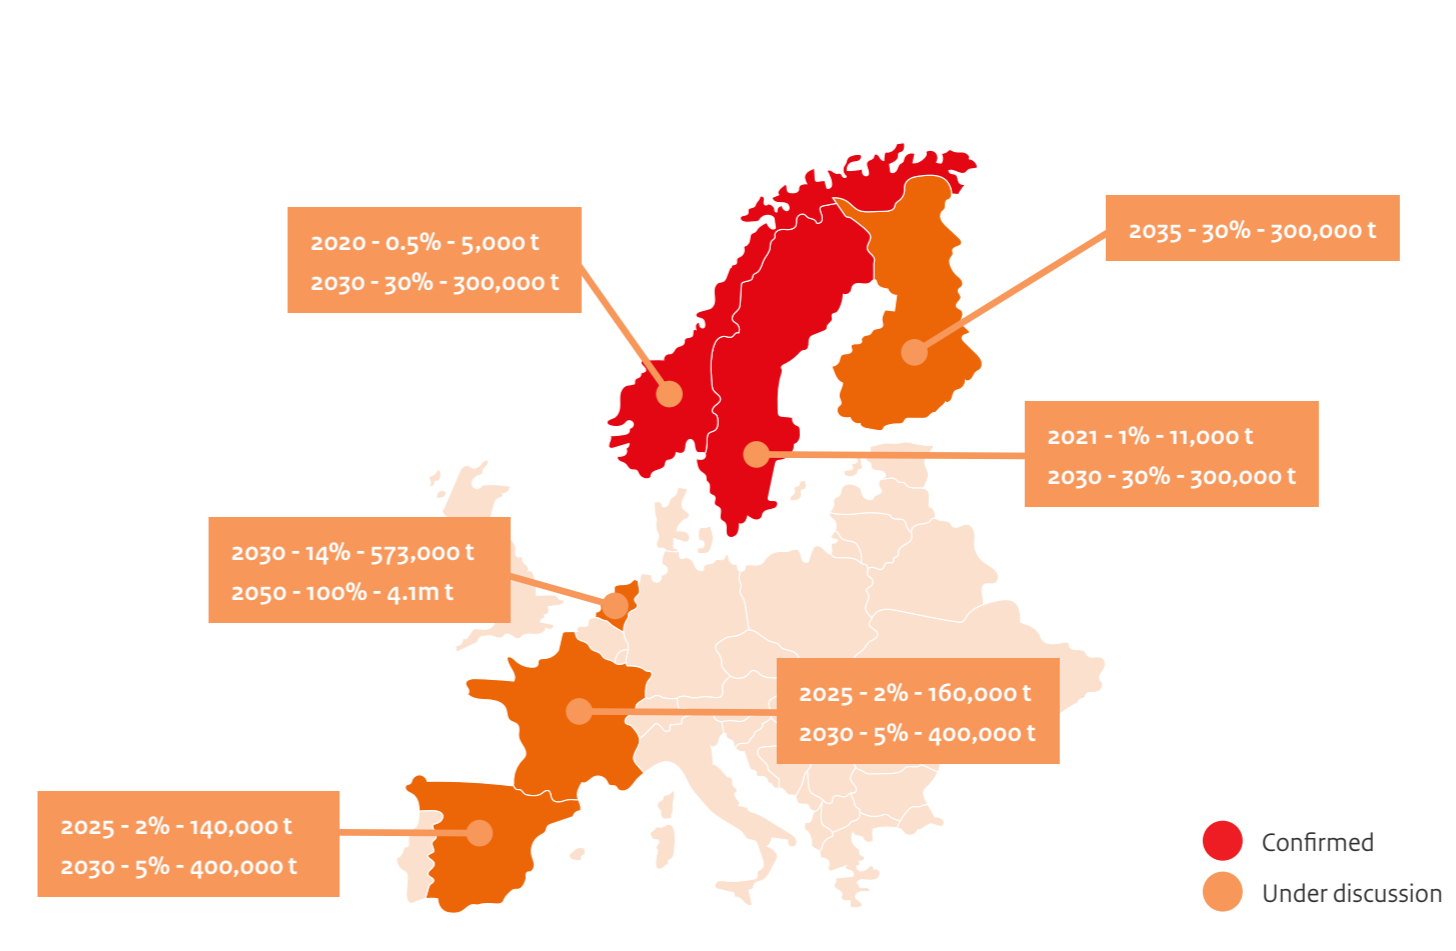 2020 - 0.5% - 5,000 t
2030 - 30% - 300,000 t
2035 - 30% - 300,000 t
2021 - 1% - 11,000 t
2030 - 30% - 300,000 t
2030 - 14% - 573,000 t
2050 - 100% - 4.1m t
2025 - 2% - 160,000 t
2030 - 5% - 400,000 t
2025 - 2% - 140,000 t
2030 - 5% - 400,000 t
Confirmed
Under discussion